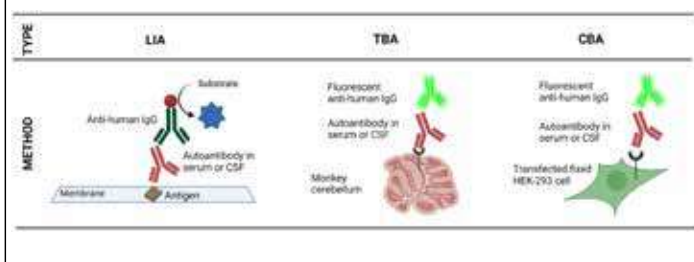 TYPE
LIA
TBA
CBA
METHOD
Substrate
Anti-human IgG
Autoantibody in
serum or CSF
Membrane
Antigen
Fluorescent
anti-human IgG
Autoantibody in
serum or CSF
Monkey
cerebellum
Fluorescent
anti-human IgG
Autoantibody in
serum or CSF
Transfected fixed
HEK-293 cell